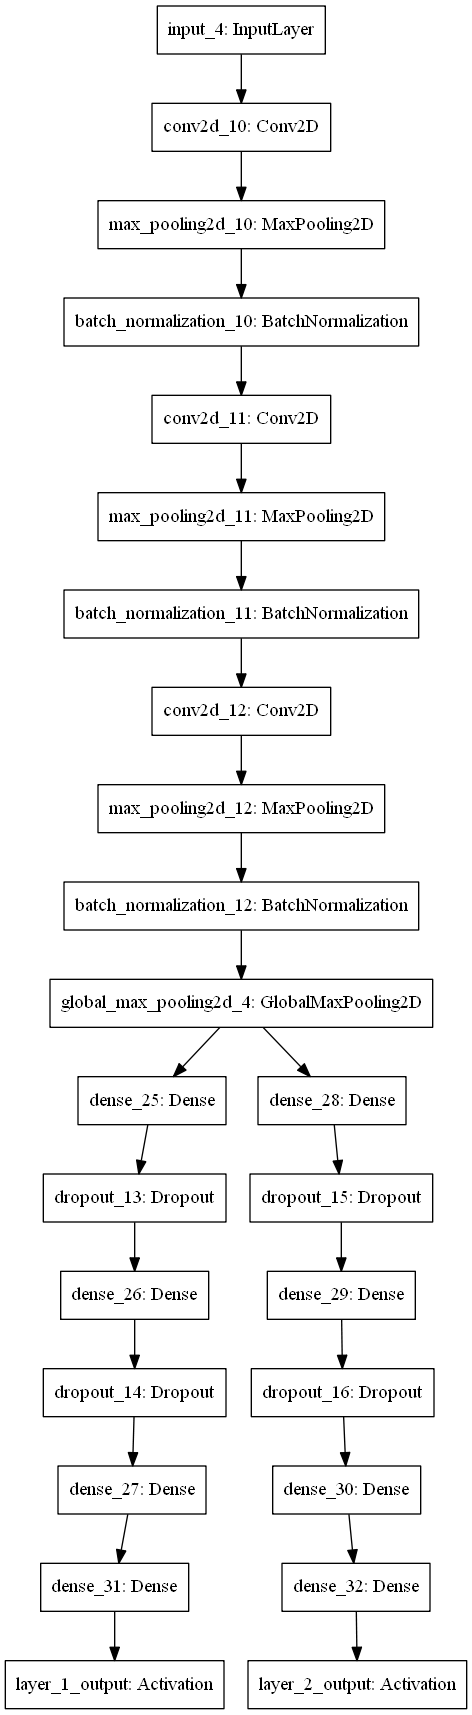 input_4: InputLayer
conv2d_10: Conv2D
max_pooling2d_10: MaxPooling2D
batch_normalization_10: BatchNormalization
conv2d_11: Conv2D
max_pooling2d_11: MaxPooling2D
batch_normalization_11: BatchNormalization
conv2d_12: Conv2D
max_pooling2d_12: MaxPooling2D
batch_normalization_12: BatchNormalization
global_max_pooling2d_4: GlobalMaxPooling2D
dense_25: Dense
dense_28: Dense
dropout_13: Dropout
dropout_15: Dropout
dense_26: Dense
dense_29: Dense
dropout_14: Dropout
dropout_16: Dropout
dense_27: Dense
dense_30: Dense
dense_31: Dense
dense_32: Dense
layer_1_output: Activation
layer_2_output: Activation